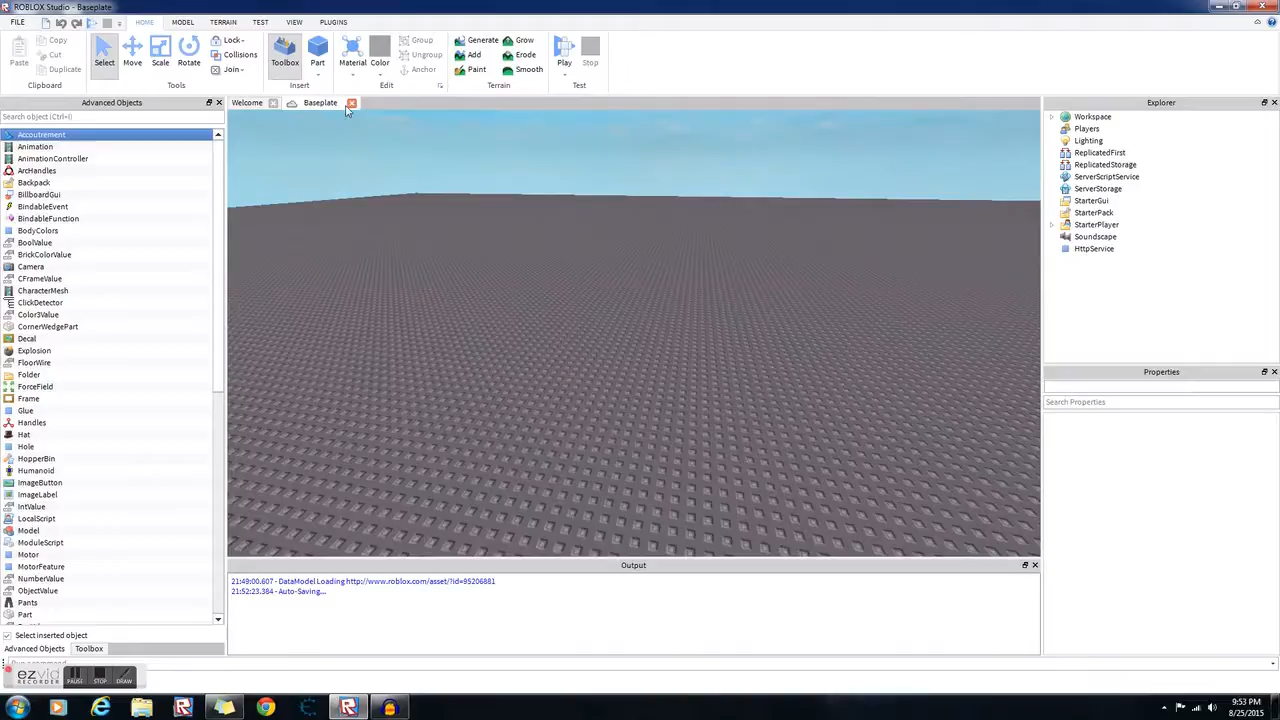 ROBLOX Studio - Baseplate
FILE HOME MODEL TERRAIN TEST VIEW PLUGINS
Paste Copy Cut Duplicate
Clipboard
Select Move Scale Rotate
Lock- Collisions Join-
Tools
Toolbox Part
Insert
Material Color
Group Ungroup Anchor
Edit
Generate Grow
Add Erode
Paint Smooth
Terrain
Play Stop
Test
Advanced Objects
Search object (Ctrl+I)
Accoutrement
Animation
AnimationController
ArcHandles
Backpack
BillboardGui
BindableEvent
BindableFunction
BodyColors
BoolValue
BrickColorValue
Camera
CFrameValue
CharacterMesh
ClickDetector
Color3Value
CornerWedgePart
Decal
Explosion
FloorWire
Folder
ForceField
Frame
Glue
Handles
Hat
Hole
HopperBin
Humanoid
ImageButton
ImageLabel
IntValue
LocalScript
Model
ModuleScript
Motor
MotorFeature
NumberValue
ObjectValue
Pants
Part
Select inserted object
Advanced Objects Toolbox
Welcome Baseplate
Output
21:49:00.607 - DataModel Loading http://www.roblox.com/asset/?id=95206881
21:52:23.384 - Auto-Saving...
Explorer
Workspace
Players
Lighting
ReplicatedFirst
ReplicatedStorage
ServerScriptService
ServerStorage
StarterGui
StarterPack
StarterPlayer
Soundscape
HttpService
Properties
Search Properties
ezvid
RECORDER
PAUSE STOP DRAW
9:53 PM
8/25/2015